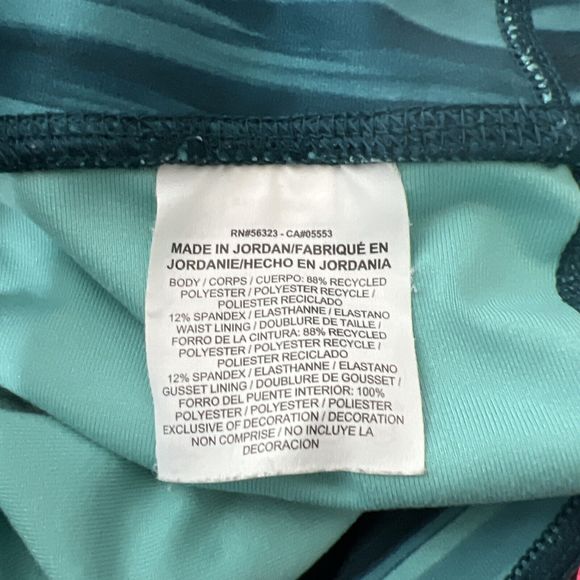 RN#56323 - CA#05553
MADE IN JORDAN/FABRIQUÉ EN
JORDANIE/HECHO EN JORDANIA
BODY / CORPS / CUERPO: 88% RECYCLED
POLYESTER / POLYESTER RECYCLE /
POLIESTER RECICLADO
12% SPANDEX / ELASTHANNE / ELASTANO
WAIST LINING / DOUBLURE DE TAILLE /
FORRO DE LA CINTURA: 88% RECYCLED
POLYESTER / POLYESTER RECYCLE /
POLIESTER RECICLADO
12% SPANDEX / ELASTHANNE / ELASTANO
GUSSET LINING / DOUBLURE DE GOUSSET /
FORRO DEL PUENTE INTERIOR: 100%
POLYESTER / POLYESTER / POLIESTER
EXCLUSIVE OF DECORATION / DECORATION
NON COMPRISE / NO INCLUYE LA
DECORACION